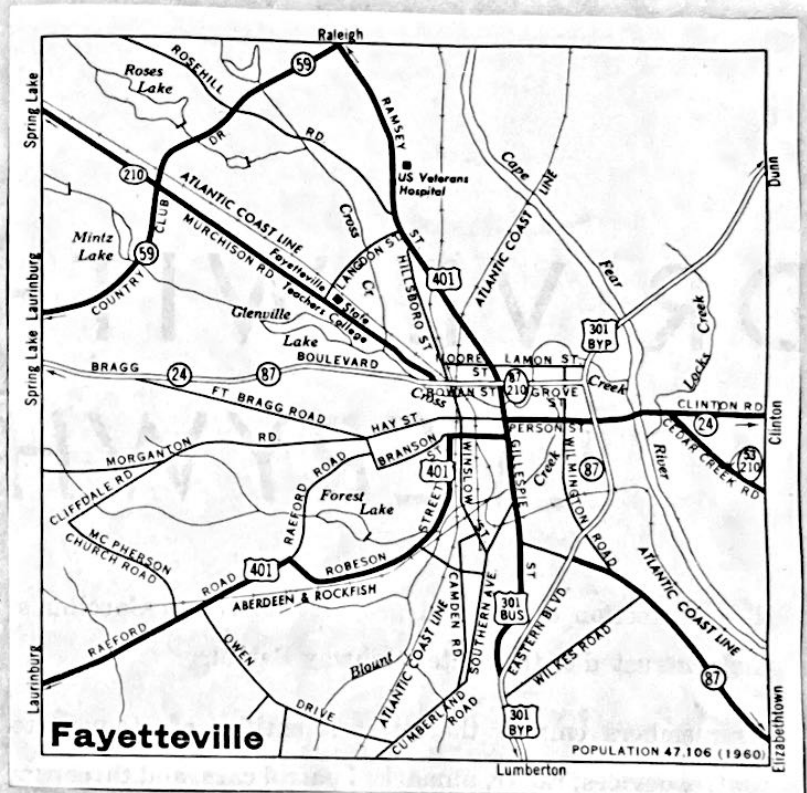 Raleigh
Spring Lake
Laurinburg
Spring Lake
Laurinburg
Dunn
Clinton
Elizabethtown
Lumberton
ROSEHILL
RD.
Roses
Lake
59
DR
CLUB
59
COUNTRY
RAMSEY
ST
US Veterans
Hospital
210
ATLANTIC COAST LINE
MURCHISON RD
Fayetteville State
Teachers College
Mintz
Lake
Cross
Cr
LANGDON ST
HILLSBORO ST
401
ATLANTIC COAST LINE
Cape
Fear
River
Glenville
Lake
301
BYP
Locks Creek
BRAGG
24
87
BOULEVARD
MOORE
ST
LAMON ST.
87
210
ROWAN ST
GROVE
ST
Cross
Creek
FT BRAGG ROAD
HAY ST.
PERSON ST.
CLINTON RD
24
53
210
CEDAR CREEK RD
MORGANTON
RD.
BRANSON
ST
401
WINSLOW
ST
GILLESPIE
ST
Creek
WILMINGTON
ROAD
87
CLIFFDALE RD
RAEFORD ROAD
Forest
Lake
STREET
ROBESON
MC PHERSON
CHURCH ROAD
401
RAEFORD
ROAD
ABERDEEN & ROCKFISH
OWEN
DRIVE
Blount
ATLANTIC COAST LINE
CAMDEN RD
SOUTHERN AVE.
CUMBERLAND
ROAD
301
BUS
EASTERN BLVD
WILKES ROAD
301
BYP
ATLANTIC COAST LINE
87
Fayetteville
POPULATION 47,106 (1960)